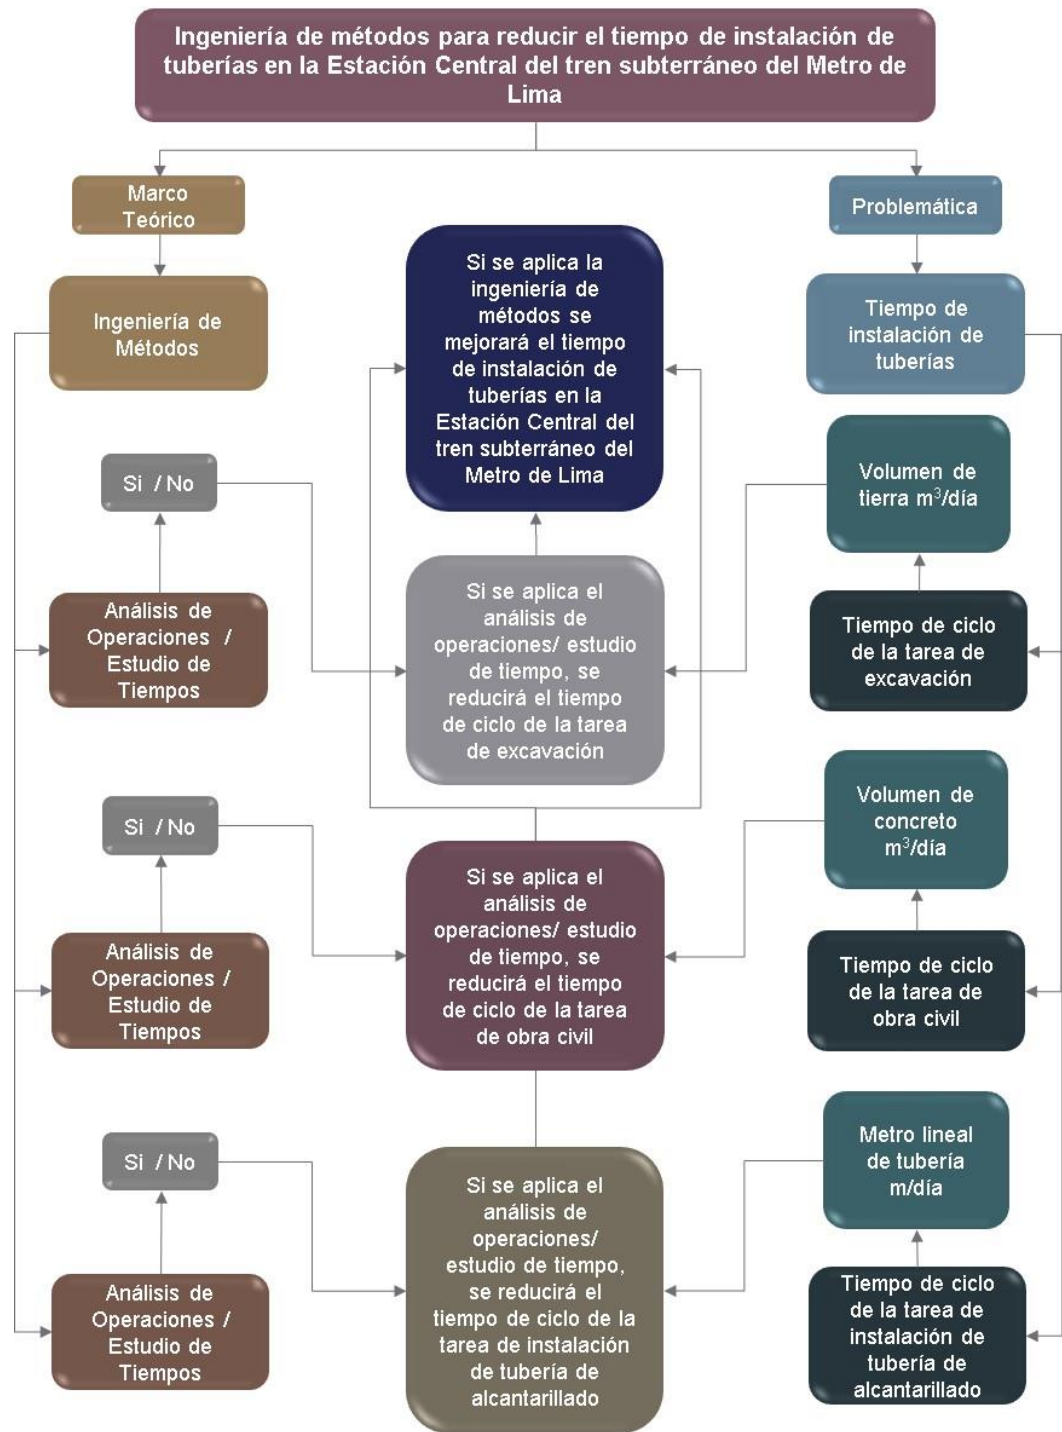 Ingeniería de métodos para reducir el tiempo de instalación de
tuberías en la Estación Central del tren subterráneo del Metro de
Lima
Marco
Teórico
Problemática
Ingeniería de
Métodos
Si se aplica la
ingeniería de
métodos se
mejorará el tiempo
de instalación de
tuberías en la
Estación Central del
tren subterráneo del
Metro de Lima
Tiempo de
instalación de
tuberías
Si / No
Volumen de
tierra m³/día
Análisis de
Operaciones /
Estudio de
Tiempos
Si se aplica el
análisis de
operaciones/ estudio
de tiempo, se
reducirá el tiempo
de ciclo de la tarea
de excavación
Tiempo de ciclo
de la tarea de
excavación
Si / No
Volumen de
concreto
m³/día
Análisis de
Operaciones /
Estudio de
Tiempos
Si se aplica el
análisis de
operaciones/ estudio
de tiempo, se
reducirá el tiempo
de ciclo de la tarea
de obra civil
Tiempo de ciclo
de la tarea de
obra civil
Si / No
Metro lineal
de tubería
m/día
Análisis de
Operaciones /
Estudio de
Tiempos
Si se aplica el
análisis de
operaciones/
estudio de tiempo,
se reducirá el
tiempo de ciclo de la
tarea de instalación
de tubería de
alcantarillado
Tiempo de ciclo
de la tarea de
instalación de
tubería de
alcantarillado